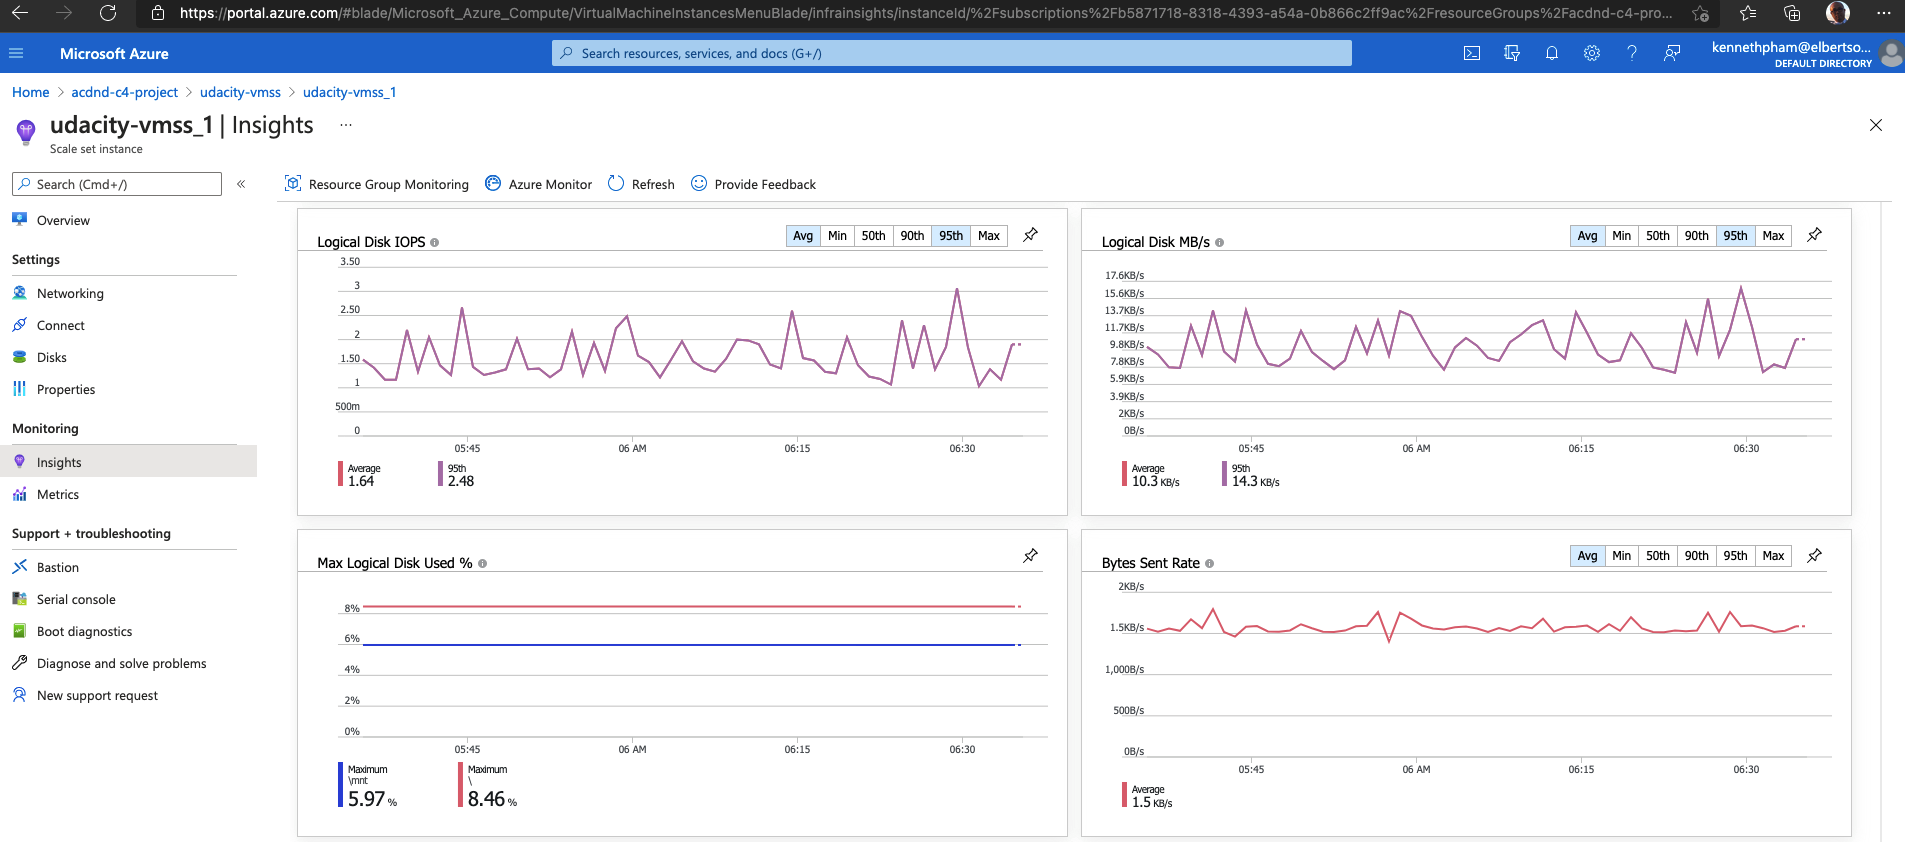 https://portal.azure.com/#blade/Microsoft_Azure_Compute/VirtualMachineInstancesMenuBlade/infrainsights/instanceId/%2Fsubscriptions%2Fb5871718-8318-4393-a54a-0b866c2ff9ac%2FresourceGroups%2Facdnd-c4-pro...
Microsoft Azure
Search resources, services, and docs (G+/)
kennethpham@elbertso...
DEFAULT DIRECTORY
Home > acdnd-c4-project > udacity-vmss > udacity-vmss_1
udacity-vmss_1 | Insights ...
Scale set instance
Search (Cmd+/)
«
Overview
Settings
Networking
Connect
Disks
Properties
Monitoring
Insights
Metrics
Support + troubleshooting
Bastion
Serial console
Boot diagnostics
Diagnose and solve problems
New support request
Resource Group Monitoring
Azure Monitor
Refresh
Provide Feedback
Logical Disk IOPS
Avg Min 50th 90th 95th Max
3.50
3
2.50
2
1.50
1
500m
0
05:45 06 AM 06:15 06:30
Average
1.64
95th
2.48
Logical Disk MB/s
Avg Min 50th 90th 95th Max
17.6KB/s
15.6KB/s
13.7KB/s
11.7KB/s
9.8KB/s
7.8KB/s
5.9KB/s
3.9KB/s
2KB/s
0B/s
05:45 06 AM 06:15 06:30
Average
10.3 KB/s
95th
14.3 KB/s
Max Logical Disk Used %
8%
6%
4%
2%
0%
05:45 06 AM 06:15 06:30
Maximum
\mnt
5.97 %
Maximum
\
8.46 %
Bytes Sent Rate
Avg Min 50th 90th 95th Max
2KB/s
1.5KB/s
1,000B/s
500B/s
0B/s
05:45 06 AM 06:15 06:30
Average
1.5 KB/s